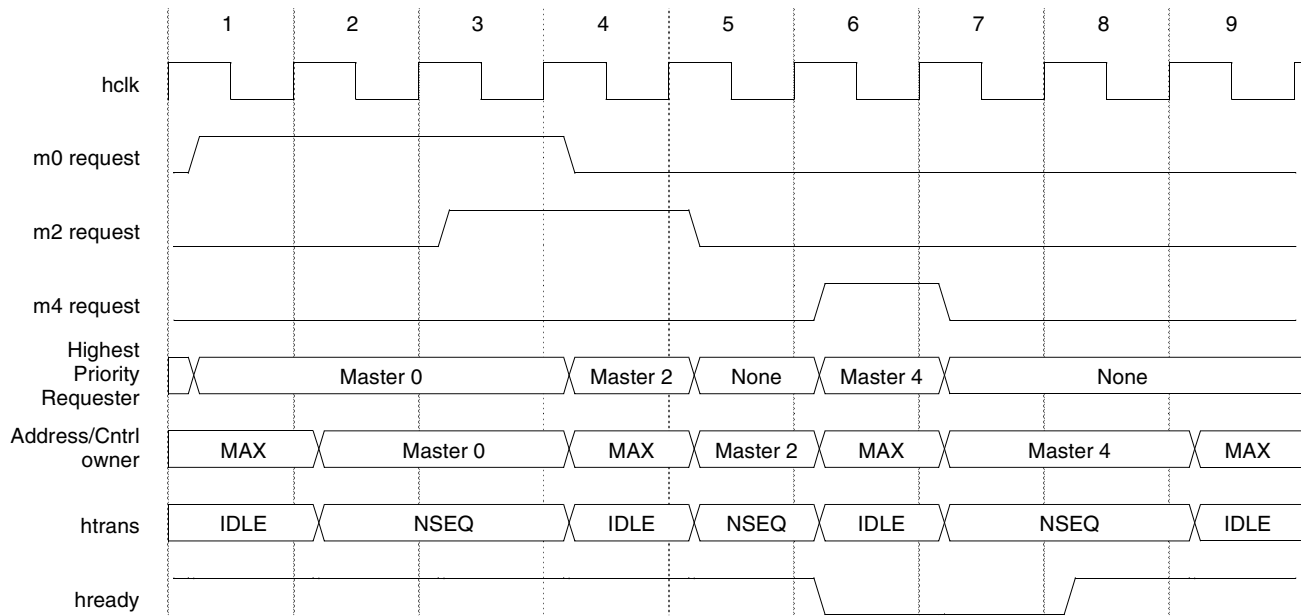 1 2 3 4 5 6 7 8 9
hclk
m0 request
m2 request
m4 request
Highest
Priority
Requester
Master 0 Master 2 None Master 4 None
Address/Cntrl
owner
MAX Master 0 MAX Master 2 MAX Master 4 MAX
htrans
IDLE NSEQ IDLE NSEQ IDLE NSEQ IDLE
hready